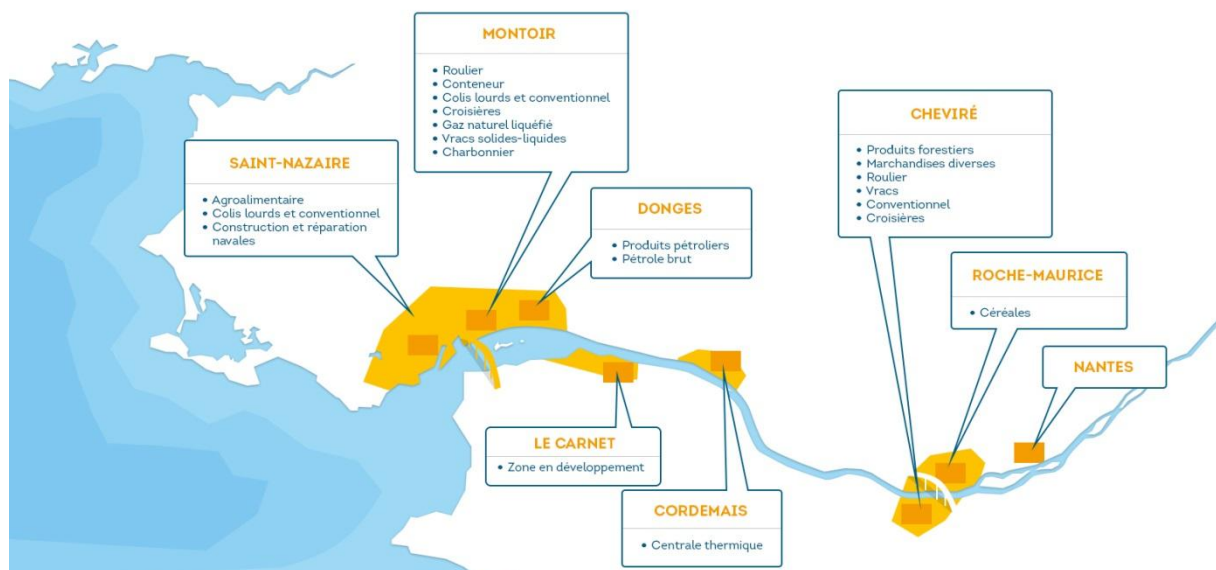 MONTOIR
• Roulier
• Conteneur
• Colis lourds et conventionnel
• Croisières
• Gaz naturel liquéfié
• Vracs solides-liquides
• Charbonnier
CHEVIRÉ
• Produits forestiers
• Marchandises diverses
• Roulier
• Vracs
• Conventionnel
• Croisières
SAINT-NAZAIRE
• Agroalimentaire
• Colis lourds et conventionnel
• Construction et réparation
navales
DONGES
• Produits pétroliers
• Pétrole brut
ROCHE-MAURICE
• Céréales
NANTES
LE CARNET
• Zone en développement
CORDEMAIS
• Centrale thermique